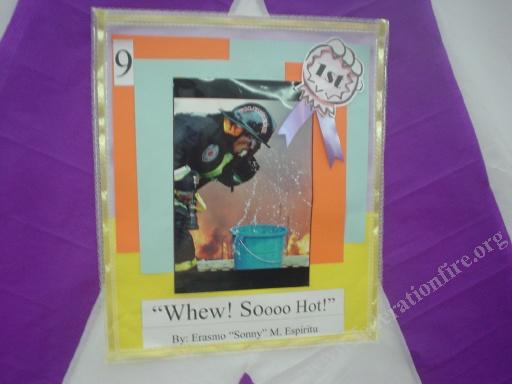 9
1st
"Whew! Soooo Hot!"
By: Erasmo "Sonny" M. Espiritu